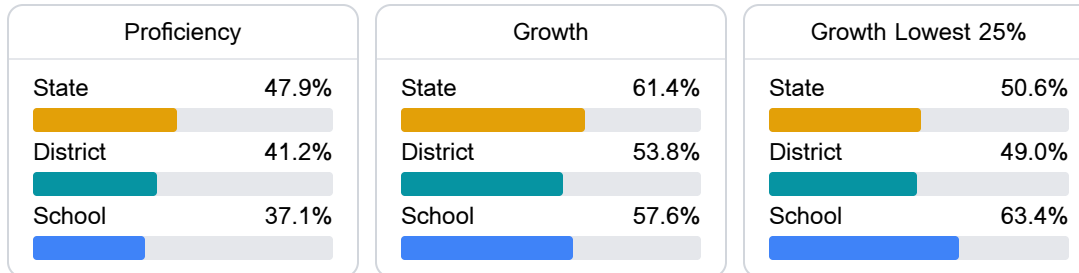 Proficiency
State 47.9%
District 41.2%
School 37.1%
Growth
State 61.4%
District 53.8%
School 57.6%
Growth Lowest 25%
State 50.6%
District 49.0%
School 63.4%